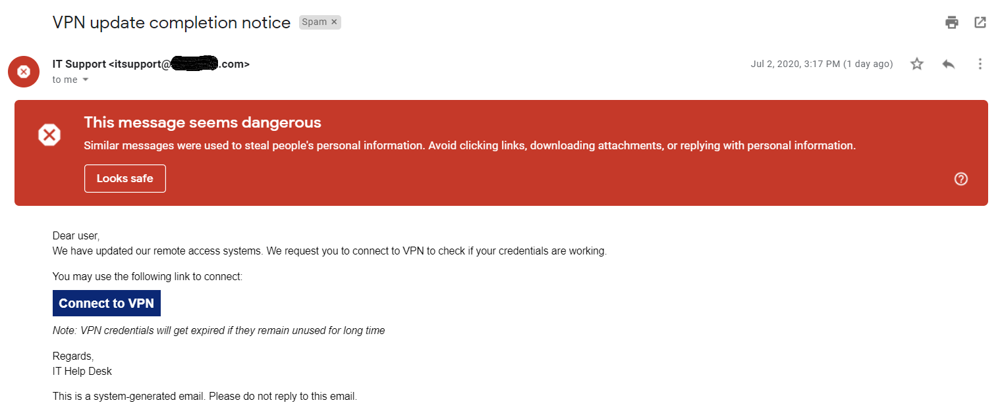 VPN update completion notice Spam ×
IT Support <itsupport@ .com> Jul 2, 2020, 3:17 PM (1 day ago)
to me
This message seems dangerous
Similar messages were used to steal people's personal information. Avoid clicking links, downloading attachments, or replying with personal information.
Looks safe
Dear user,
We have updated our remote access systems. We request you to connect to VPN to check if your credentials are working.
You may use the following link to connect:
Connect to VPN
Note: VPN credentials will get expired if they remain unused for long time
Regards,
IT Help Desk
This is a system-generated email. Please do not reply to this email.